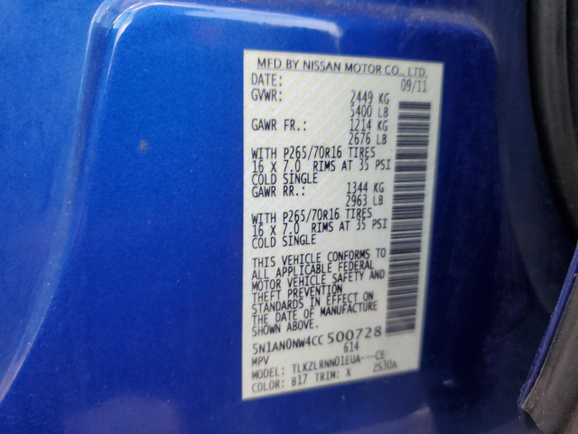 MFD BY NISSAN MOTOR CO., LTD.
DATE: 09/11
GVWR: 2449 KG
5400 LB
GAWR FR.: 1214 KG
2676 LB
WITH P265/70R16 TIRES
16 X 7.0 RIMS AT 35 PSI
COLD SINGLE
GAWR RR.: 1344 KG
2963 LB
WITH P265/70R16 TIRES
16 X 7.0 RIMS AT 35 PSI
COLD SINGLE
THIS VEHICLE CONFORMS TO
ALL APPLICABLE FEDERAL
MOTOR VEHICLE SAFETY AND
THEFT PREVENTION
STANDARDS IN EFFECT ON
THE DATE OF MANUFACTURE
SHOWN ABOVE.
5N1AN0NW4CC500728
MPV 614
MODEL: TLKZLRNN01EUA---CE
COLOR: B17 TRIM: X 2S30A